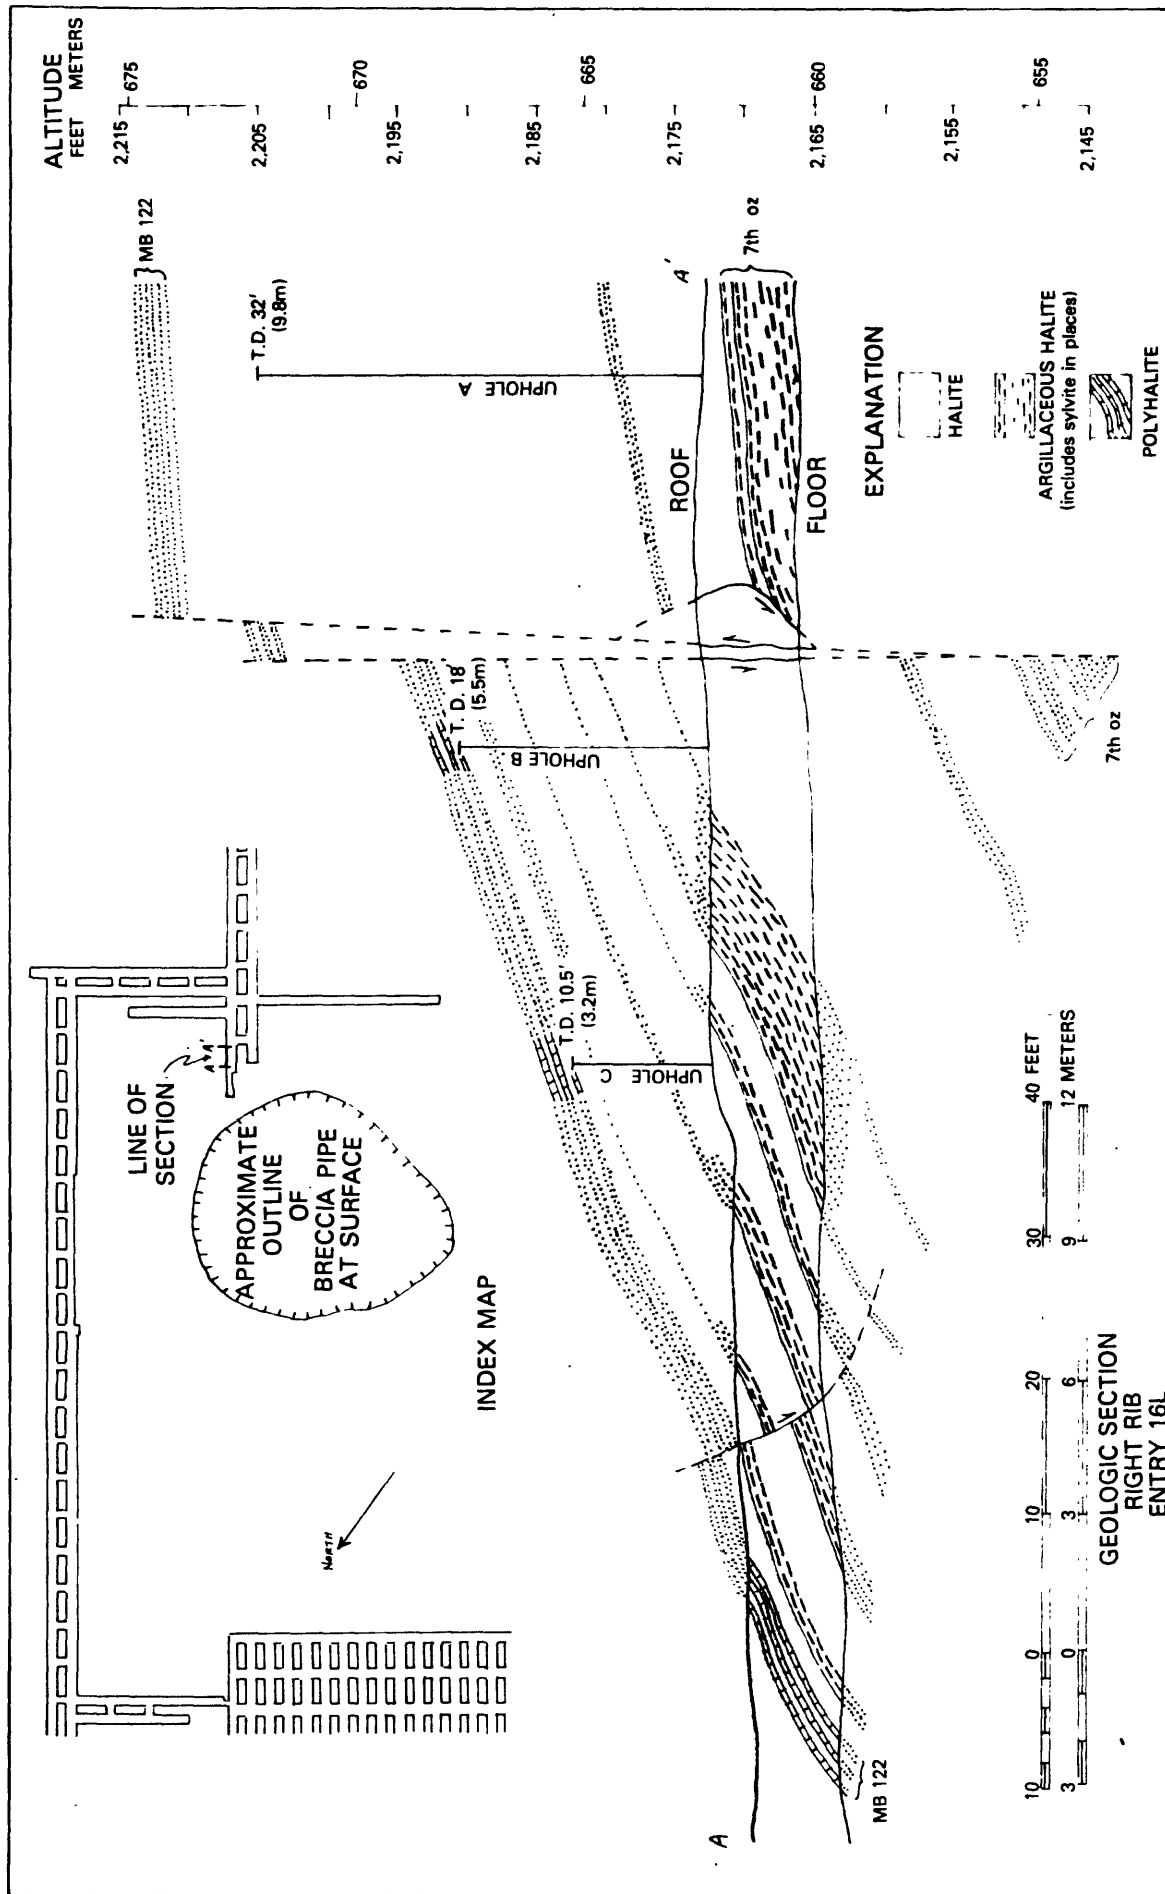 ALTITUDE
FEET METERS
2,215
675
2,205
670
2,195
665
2,185
2,175
660
2,165
2,155
655
2,145
MB 122
T.D. 32'
(9.8m)
UPHOLE A
A'
7th oz
ROOF
FLOOR
EXPLANATION
HALITE
ARGILLACEOUS HALITE
(includes sylvite in places)
POLYHALITE
T. D. 18'
(5.5m)
UPHOLE B
7th oz
T.D. 10.5'
(3.2m)
UPHOLE C
LINE OF
SECTION
A A'
APPROXIMATE
OUTLINE
OF
BRECCIA PIPE
AT SURFACE
INDEX MAP
NORTH
A
MB 122
10 0 10 20 30 40 FEET
3 0 3 6 9 12 METERS
GEOLOGIC SECTION
RIGHT RIB
ENTRY 16L